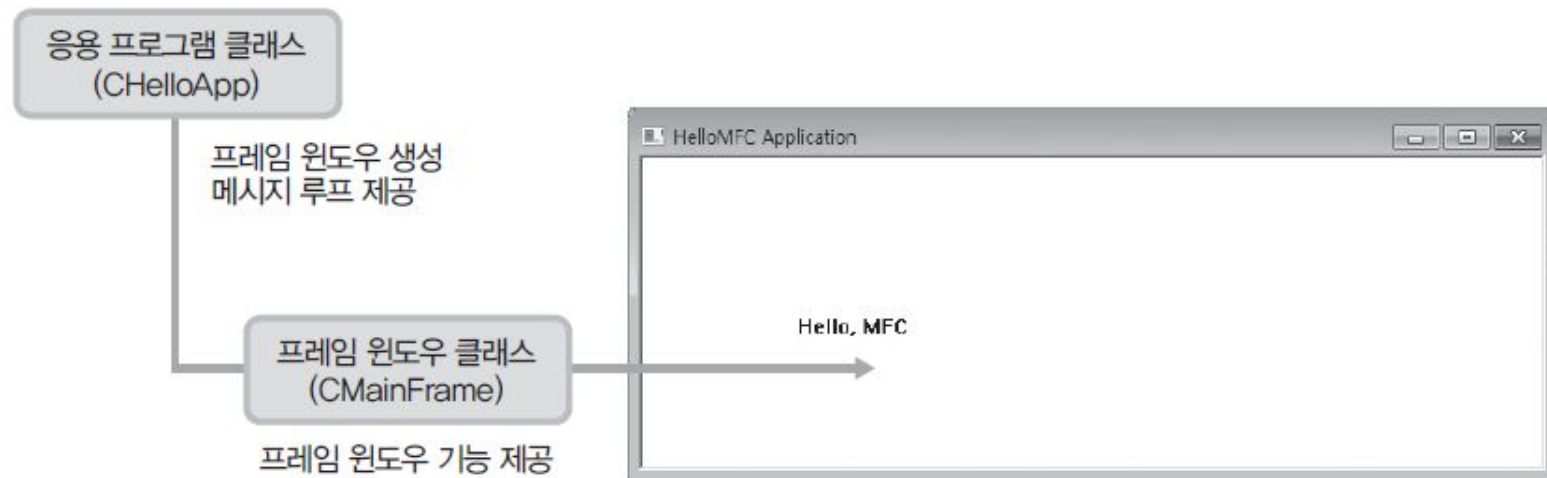 응용 프로그램 클래스
(CHelloApp)
프레임 윈도우 생성
메시지 루프 제공
프레임 윈도우 클래스
(CMainFrame)
프레임 윈도우 기능 제공
HelloMFC Application
Hello, MFC